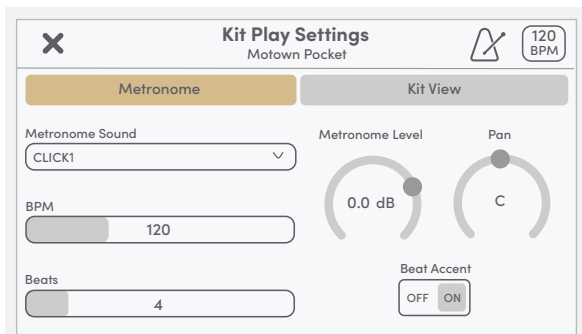 Kit Play Settings
Motown Pocket
120
BPM
Metronome
Kit View
Metronome Sound
CLICK1
BPM
120
Beats
4
Metronome Level
0.0 dB
Pan
C
Beat Accent
OFF ON